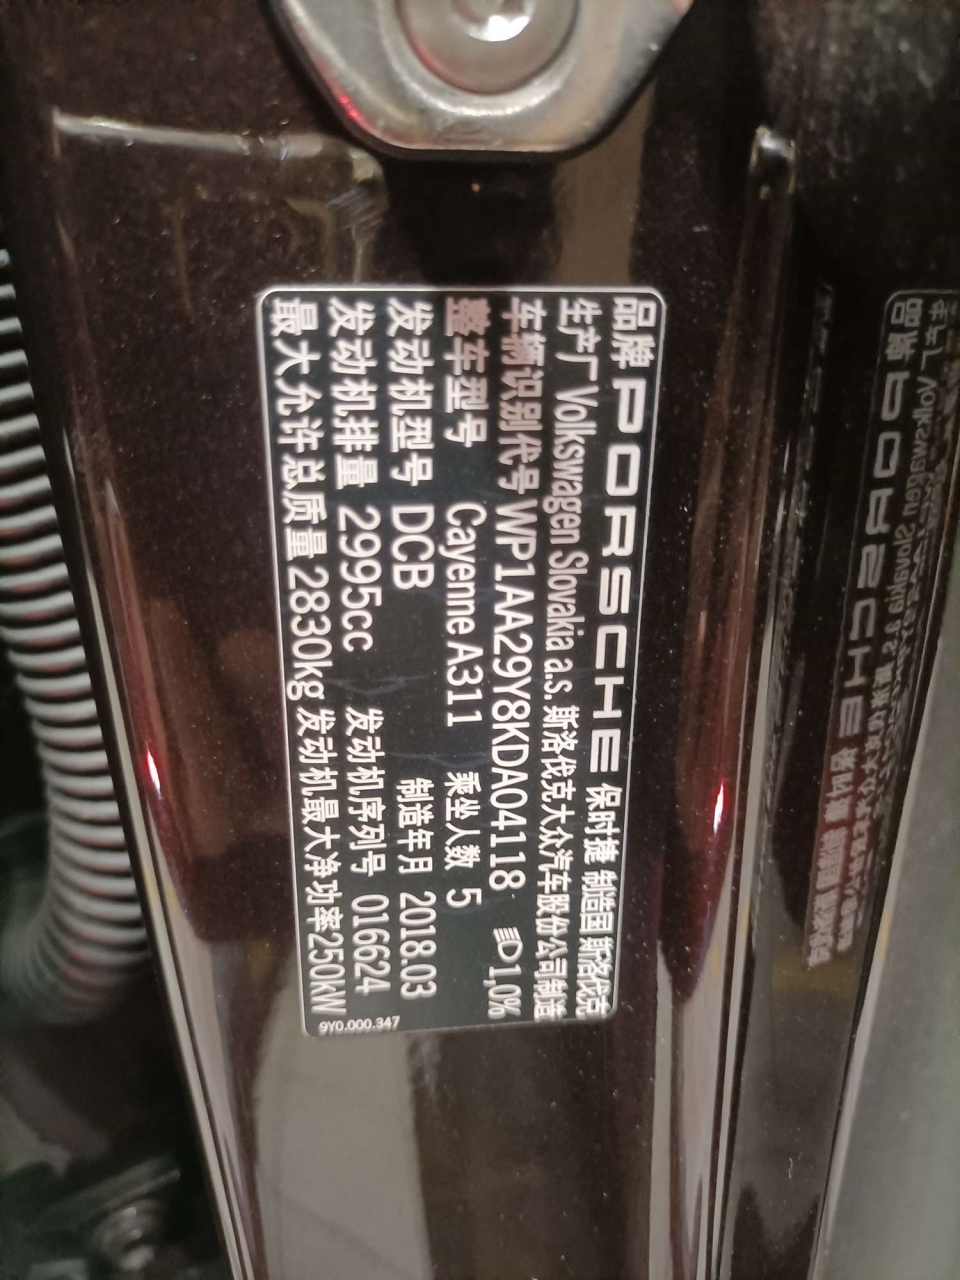 品牌 PORSCHE 保时捷 制造国 斯洛伐克
生产厂 Volkswagen Slovakia a.s. 斯洛伐克大众汽车股份公司制造
车辆识别代号 WP1AA29Y8KDA04118 1,0%
整车型号 Cayenne A311 乘坐人数 5
发动机型号 DCB 制造年月 2018.03
发动机排量 2995cc 发动机序列号 016624
最大允许总质量 2830kg 发动机最大净功率250kW
9Y0.000.347